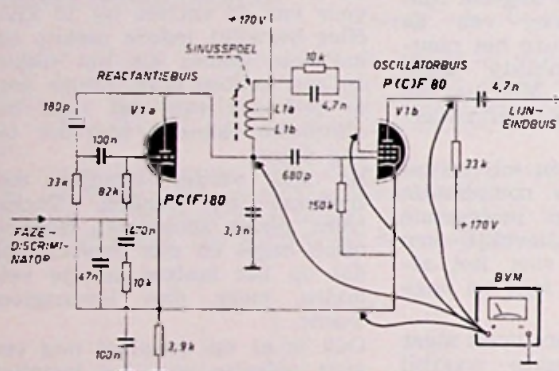 +170V
SINUSSPOEL
10k
OSCILLATORBUIS
REACTANTIEBUIS
P(C)F 80
4,7n
180p
V1a
4,7n
V1b
L1a
LIJN-
EINDBUIS
100n
L1b
680p
33k
82k
33k
PC(F)80
150k
+170V
FAZE-
DISCRIMI-
NATOR
470n
3,3n
BVM
47n
10k
100n
3,9k